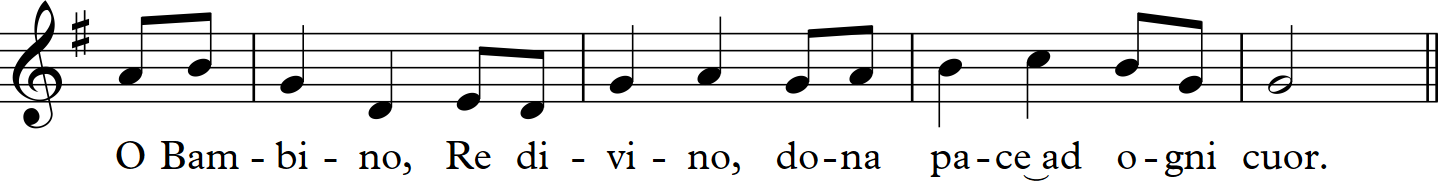 O Bam - bi - no, Re di - vi - no, do - na pa - ce‿ad o - gni cuor.